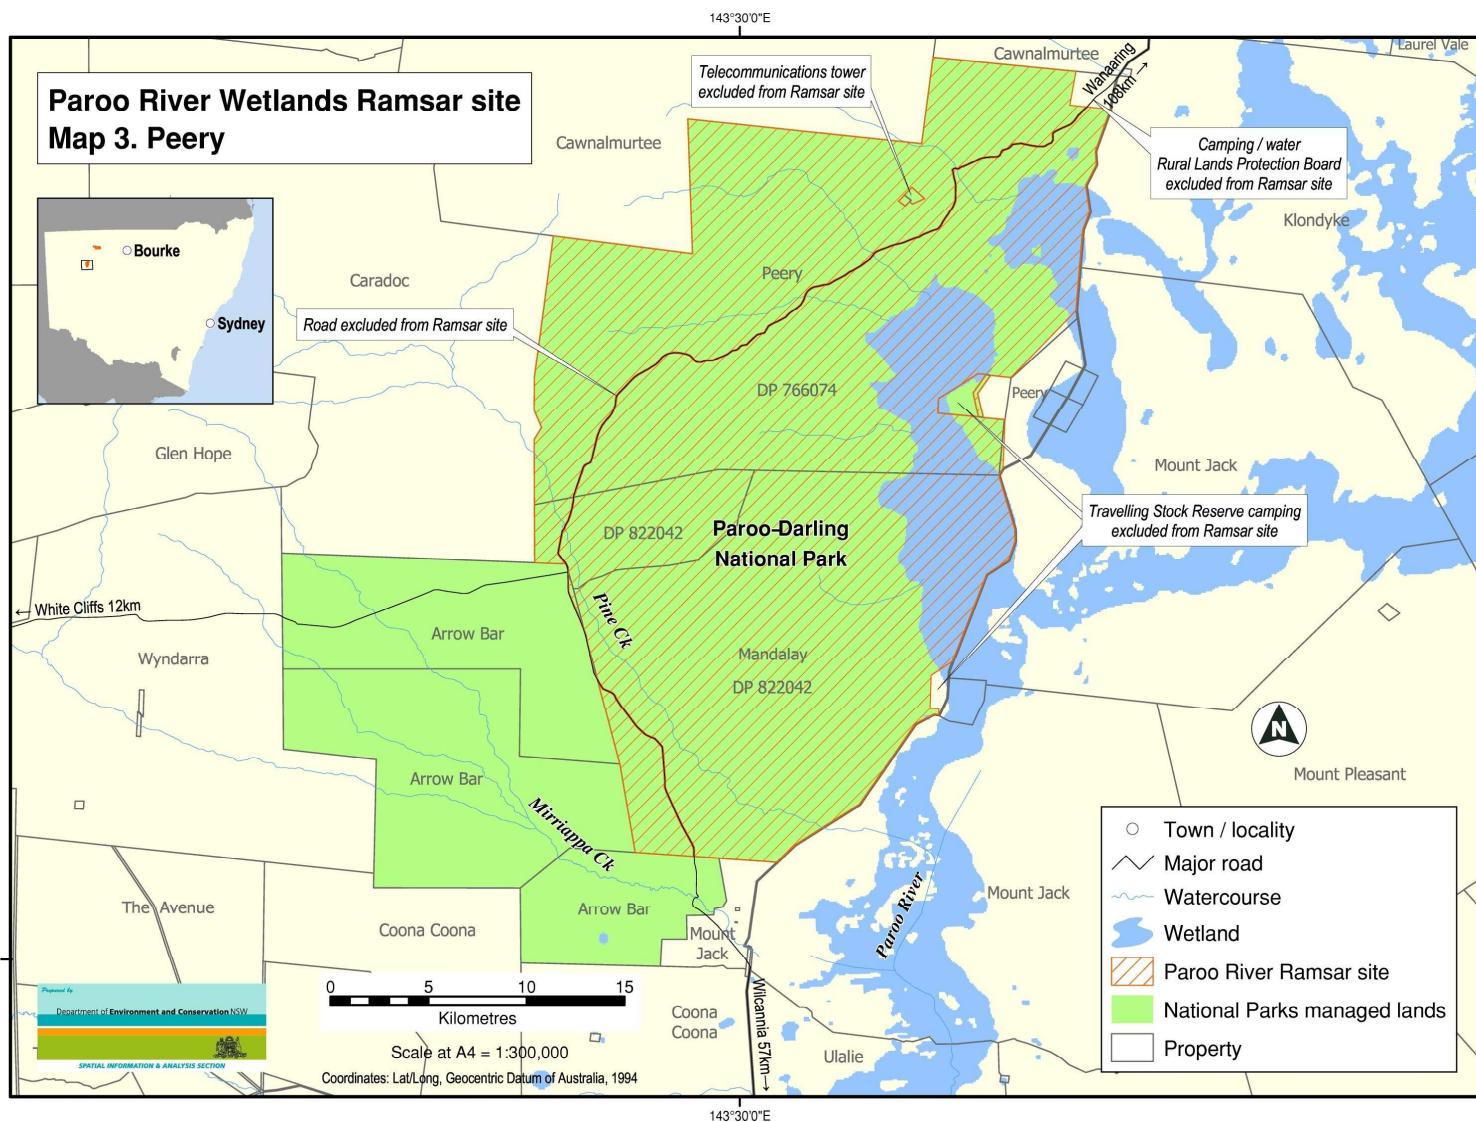 143°30'0"E
Paroo River Wetlands Ramsar site
Map 3. Peery
Cawnalmurtee
Laurel Vale
Wanaaring
108km →
Telecommunications tower
excluded from Ramsar site
Camping / water
Rural Lands Protection Board
excluded from Ramsar site
Cawnalmurtee
Klondyke
Bourke
Sydney
Caradoc
Peery
Road excluded from Ramsar site
DP 766074
Peery
Glen Hope
Mount Jack
Travelling Stock Reserve camping
excluded from Ramsar site
DP 822042
Paroo-Darling
National Park
← White Cliffs 12km
Pine Ck
Arrow Bar
Wyndarra
Mandalay
DP 822042
N
Mount Pleasant
Arrow Bar
Mirriappa Ck
The Avenue
Coona Coona
Arrow Bar
Mount
Jack
Paroo River
Mount Jack
Town / locality
Major road
Watercourse
Wetland
Paroo River Ramsar site
National Parks managed lands
Property
Prepared by
Department of Environment and Conservation NSW
SPATIAL INFORMATION & ANALYSIS SECTION
0 5 10 15
Kilometres
Scale at A4 = 1:300,000
Coordinates: Lat/Long, Geocentric Datum of Australia, 1994
Coona
Coona
Wilcannia 57km→
Ulalie
143°30'0"E